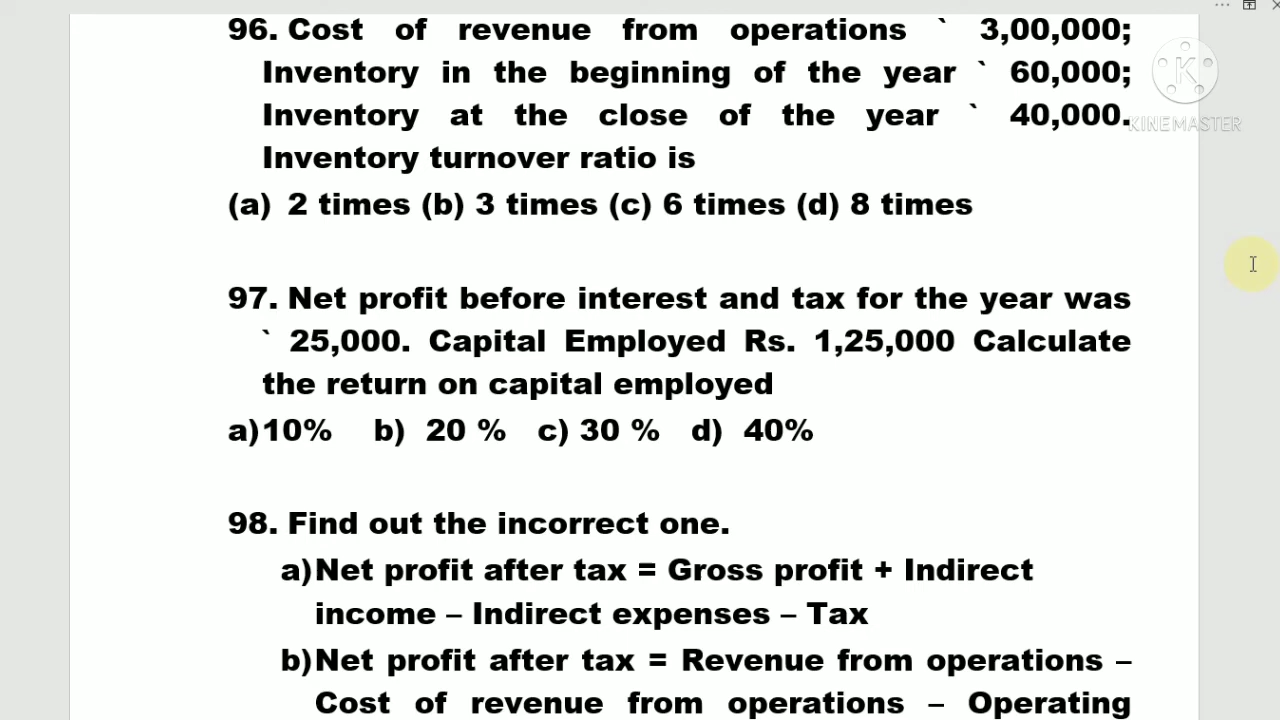 96. Cost of revenue from operations ` 3,00,000;
Inventory in the beginning of the year ` 60,000;
Inventory at the close of the year ` 40,000.
Inventory turnover ratio is
(a) 2 times (b) 3 times (c) 6 times (d) 8 times
K
KINEMASTER
97. Net profit before interest and tax for the year was
` 25,000. Capital Employed Rs. 1,25,000 Calculate
the return on capital employed
a)10% b) 20 % c) 30 % d) 40%
98. Find out the incorrect one.
a)Net profit after tax = Gross profit + Indirect
income – Indirect expenses – Tax
b)Net profit after tax = Revenue from operations –
Cost of revenue from operations – Operating